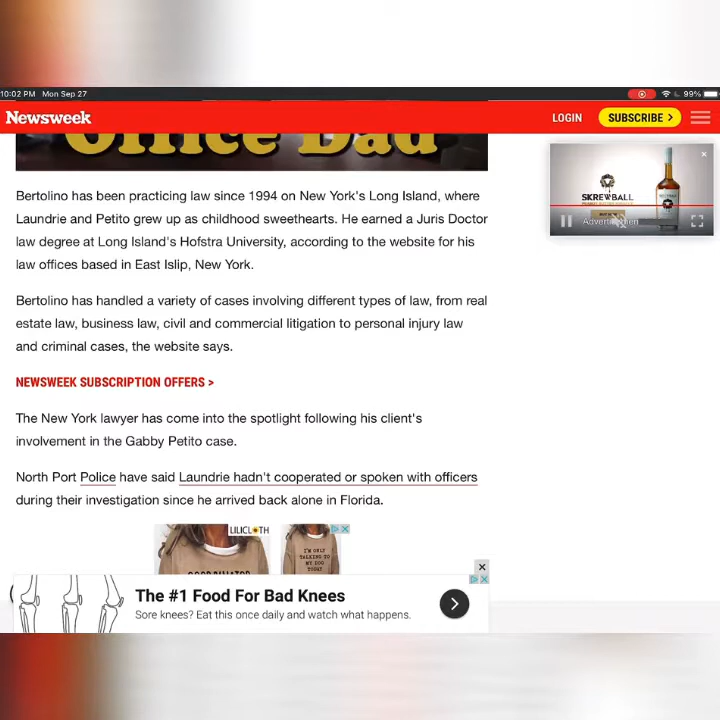 10:02 PM Mon Sep 27
99%
Newsweek
LOGIN
SUBSCRIBE >
Office Dad
SKREWBALL
Bertolino has been practicing law since 1994 on New York's Long Island, where
Laundrie and Petito grew up as childhood sweethearts. He earned a Juris Doctor
law degree at Long Island's Hofstra University, according to the website for his
law offices based in East Islip, New York.
Bertolino has handled a variety of cases involving different types of law, from real
estate law, business law, civil and commercial litigation to personal injury law
and criminal cases, the website says.
NEWSWEEK SUBSCRIPTION OFFERS >
The New York lawyer has come into the spotlight following his client's
involvement in the Gabby Petito case.
North Port Police have said Laundrie hadn't cooperated or spoken with officers
during their investigation since he arrived back alone in Florida.
LILICLOTH
I'M ONLY
TALKING TO
MY DOG
TODAY
The #1 Food For Bad Knees
Sore knees? Eat this once daily and watch what happens.